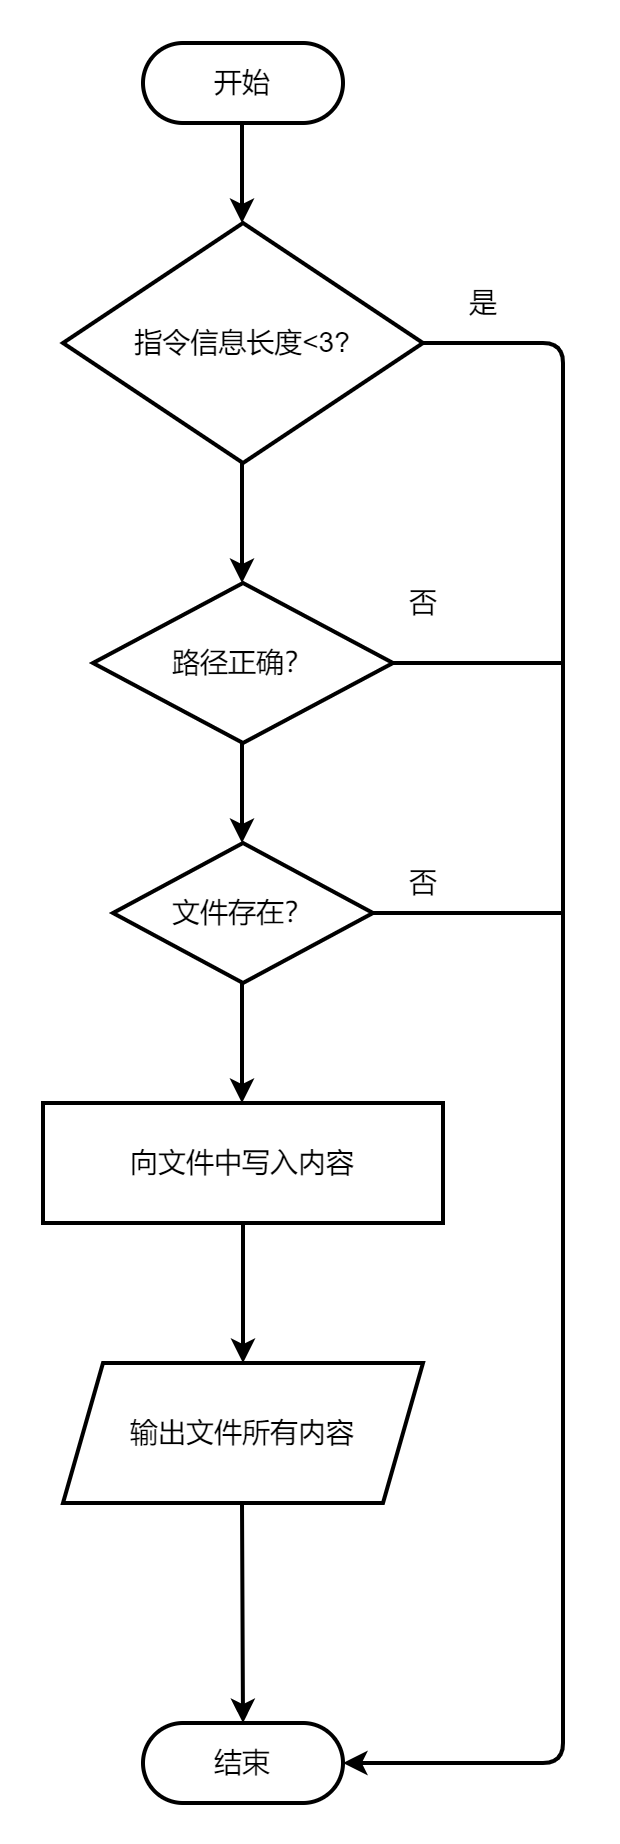 开始
是
指令信息长度<3?
否
路径正确?
否
文件存在?
向文件中写入内容
输出文件所有内容
结束